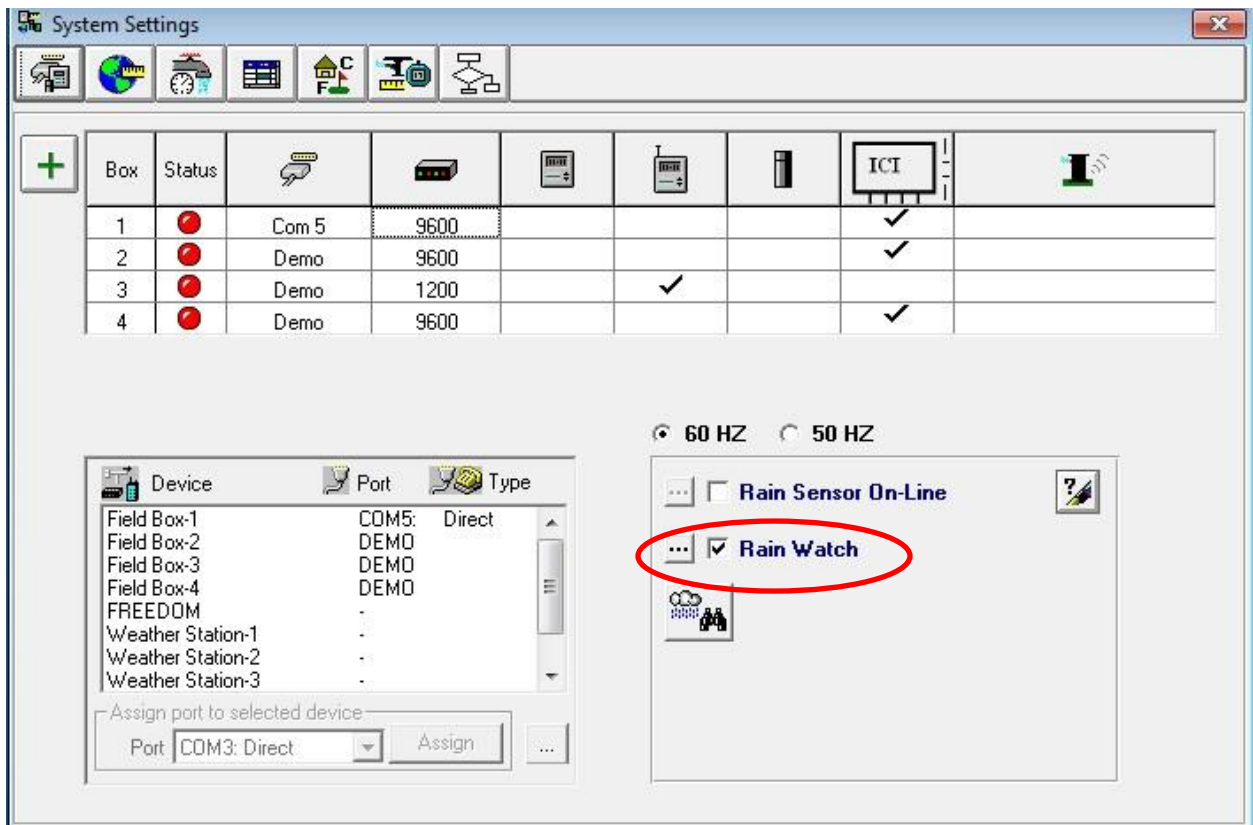 System Settings
C
F
Box Status ICI
1 Com 5 9600 ✓
2 Demo 9600 ✓
3 Demo 1200 ✓
4 Demo 9600 ✓
60 HZ 50 HZ
Device Port Type
Field Box-1 COM5: Direct
Field Box-2 DEMO
Field Box-3 DEMO
Field Box-4 DEMO
FREEDOM -
Weather Station-1 -
Weather Station-2 -
Weather Station-3 -
Assign port to selected device
Port COM3: Direct Assign ...
... Rain Sensor On-Line ?
... Rain Watch